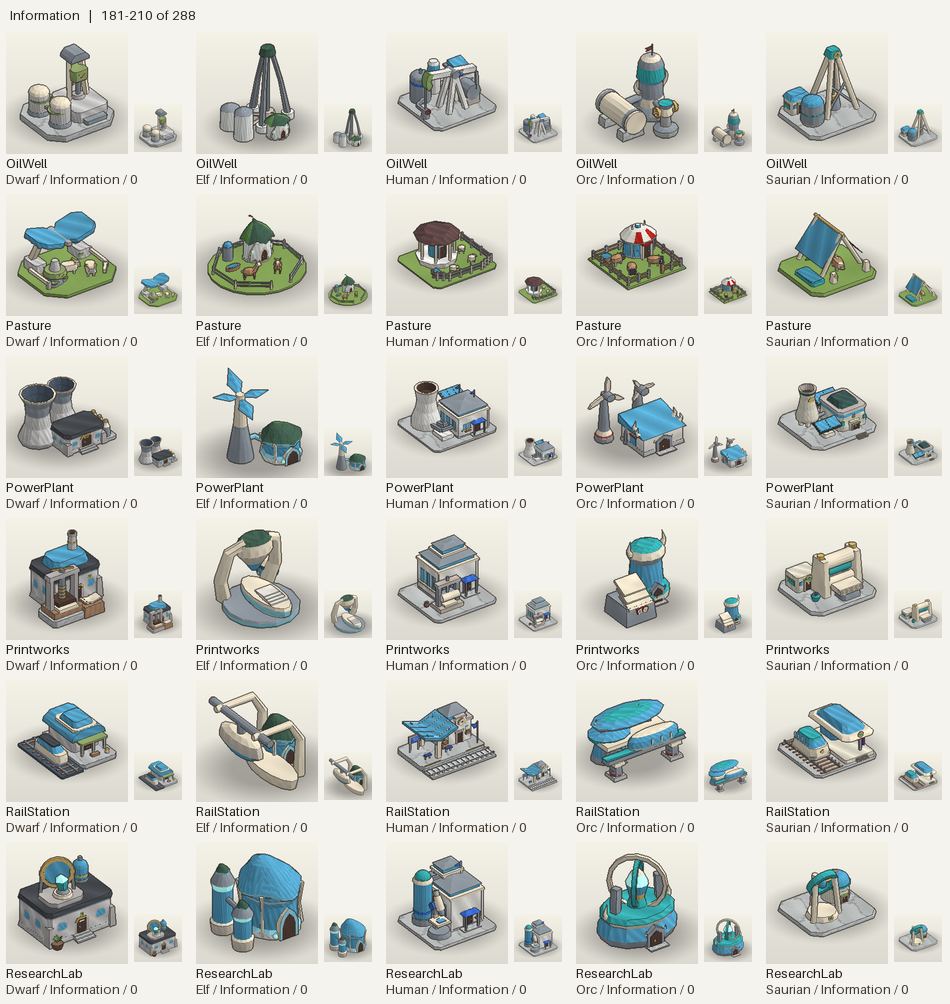 Information | 181-210 of 288
OilWell OilWell OilWell OilWell OilWell
Dwarf / Information / 0 Elf / Information / 0 Human / Information / 0 Orc / Information / 0 Saurian / Information / 0
Pasture Pasture Pasture Pasture Pasture
Dwarf / Information / 0 Elf / Information / 0 Human / Information / 0 Orc / Information / 0 Saurian / Information / 0
PowerPlant PowerPlant PowerPlant PowerPlant PowerPlant
Dwarf / Information / 0 Elf / Information / 0 Human / Information / 0 Orc / Information / 0 Saurian / Information / 0
Printworks Printworks Printworks Printworks Printworks
Dwarf / Information / 0 Elf / Information / 0 Human / Information / 0 Orc / Information / 0 Saurian / Information / 0
RailStation RailStation RailStation RailStation RailStation
Dwarf / Information / 0 Elf / Information / 0 Human / Information / 0 Orc / Information / 0 Saurian / Information / 0
ResearchLab ResearchLab ResearchLab ResearchLab ResearchLab
Dwarf / Information / 0 Elf / Information / 0 Human / Information / 0 Orc / Information / 0 Saurian / Information / 0